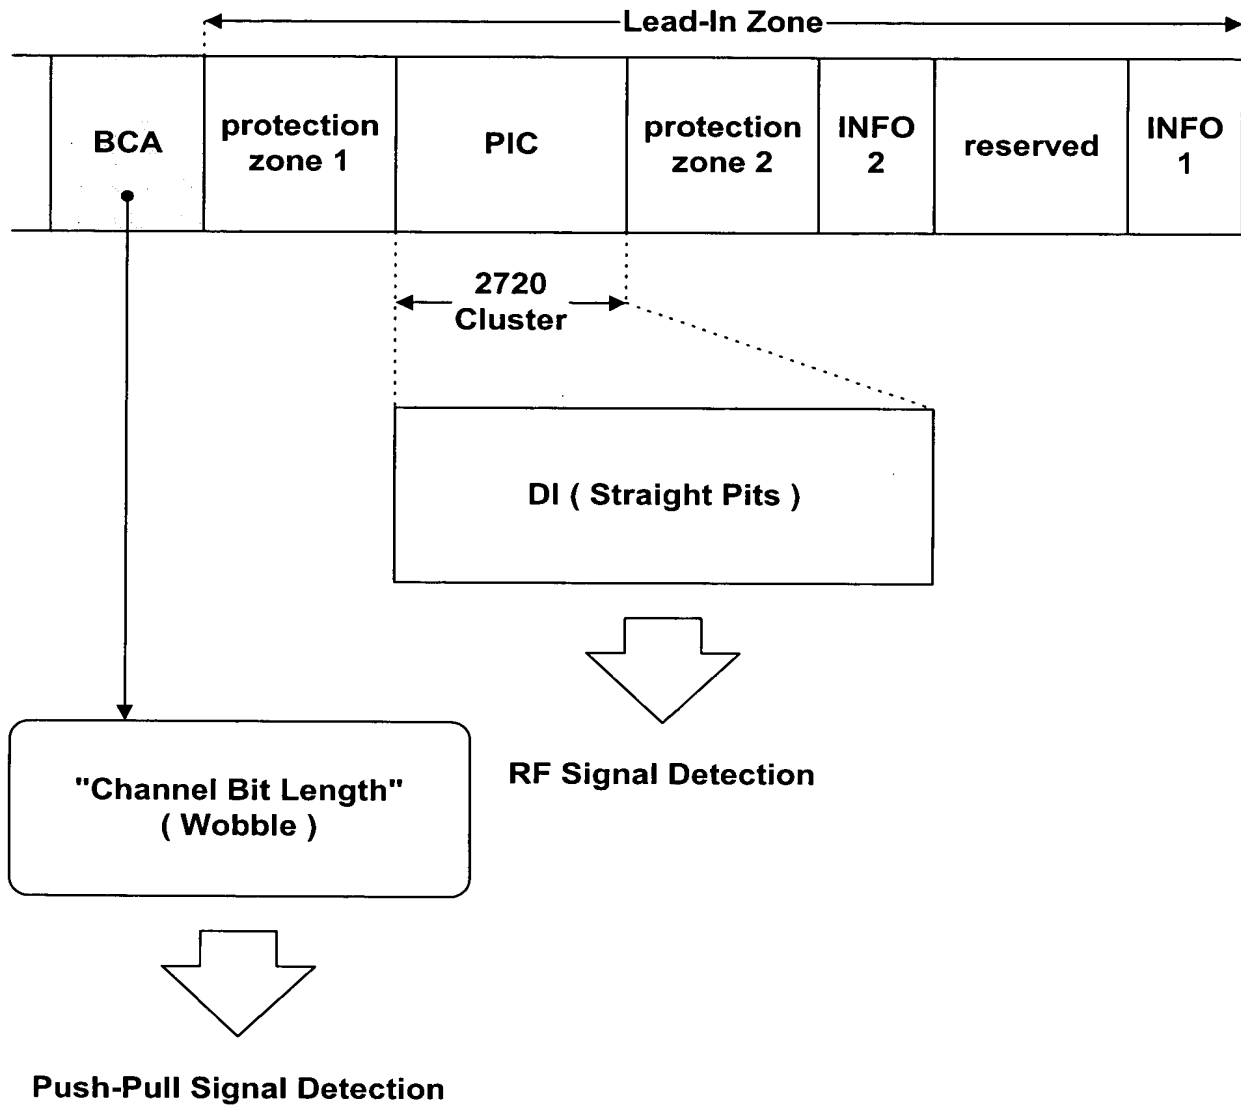 Lead-In Zone
BCA
protection
zone 1
PIC
protection
zone 2
INFO
2
reserved
INFO
1
2720
Cluster
DI ( Straight Pits )
RF Signal Detection
"Channel Bit Length"
( Wobble )
Push-Pull Signal Detection